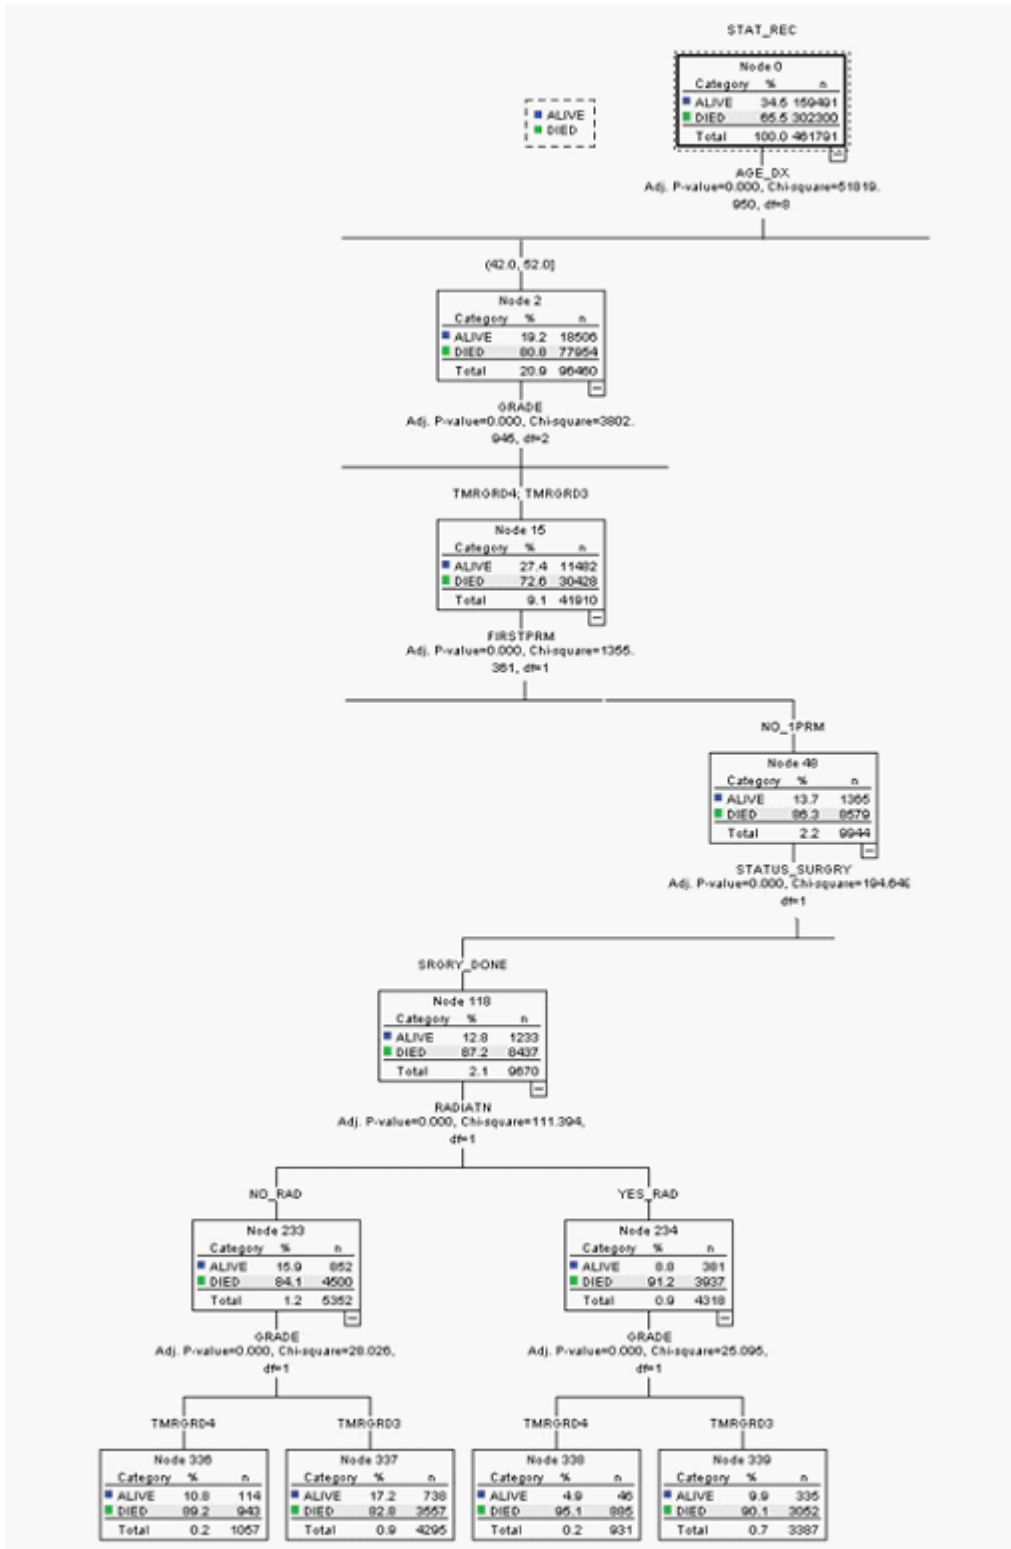 STAT_REC
Node 0
Category % n
ALIVE 34.5 159491
DIED 65.5 302300
Total 100.0 461791
ALIVE
DIED
AGE_DX
Adj. P-value=0.000, Chi-square=51819.
950, df=8
(42.0, 52.0]
Node 2
Category % n
ALIVE 19.2 18506
DIED 80.8 77954
Total 20.9 96460
GRADE
Adj. P-value=0.000, Chi-square=3802.
945, df=2
TMRGRD4; TMRGRD3
Node 15
Category % n
ALIVE 27.4 11482
DIED 72.6 30428
Total 9.1 41910
FIRSTPRM
Adj. P-value=0.000, Chi-square=1355.
361, df=1
NO_1PRM
Node 48
Category % n
ALIVE 13.7 1365
DIED 86.3 8579
Total 2.2 9944
STATUS_SURGRY
Adj. P-value=0.000, Chi-square=194.646
df=1
SRGRY_DONE
Node 118
Category % n
ALIVE 12.8 1233
DIED 87.2 8437
Total 2.1 9670
RADIATN
Adj. P-value=0.000, Chi-square=111.394,
df=1
NO_RAD
YES_RAD
Node 233
Category % n
ALIVE 15.9 852
DIED 84.1 4500
Total 1.2 5352
Node 234
Category % n
ALIVE 8.8 381
DIED 91.2 3937
Total 0.9 4318
GRADE
Adj. P-value=0.000, Chi-square=28.026,
df=1
GRADE
Adj. P-value=0.000, Chi-square=25.095,
df=1
TMRGRD4
TMRGRD3
TMRGRD4
TMRGRD3
Node 336
Category % n
ALIVE 10.8 114
DIED 89.2 943
Total 0.2 1057
Node 337
Category % n
ALIVE 17.2 738
DIED 82.8 3557
Total 0.9 4295
Node 338
Category % n
ALIVE 4.9 46
DIED 95.1 885
Total 0.2 931
Node 339
Category % n
ALIVE 9.9 335
DIED 90.1 3052
Total 0.7 3387